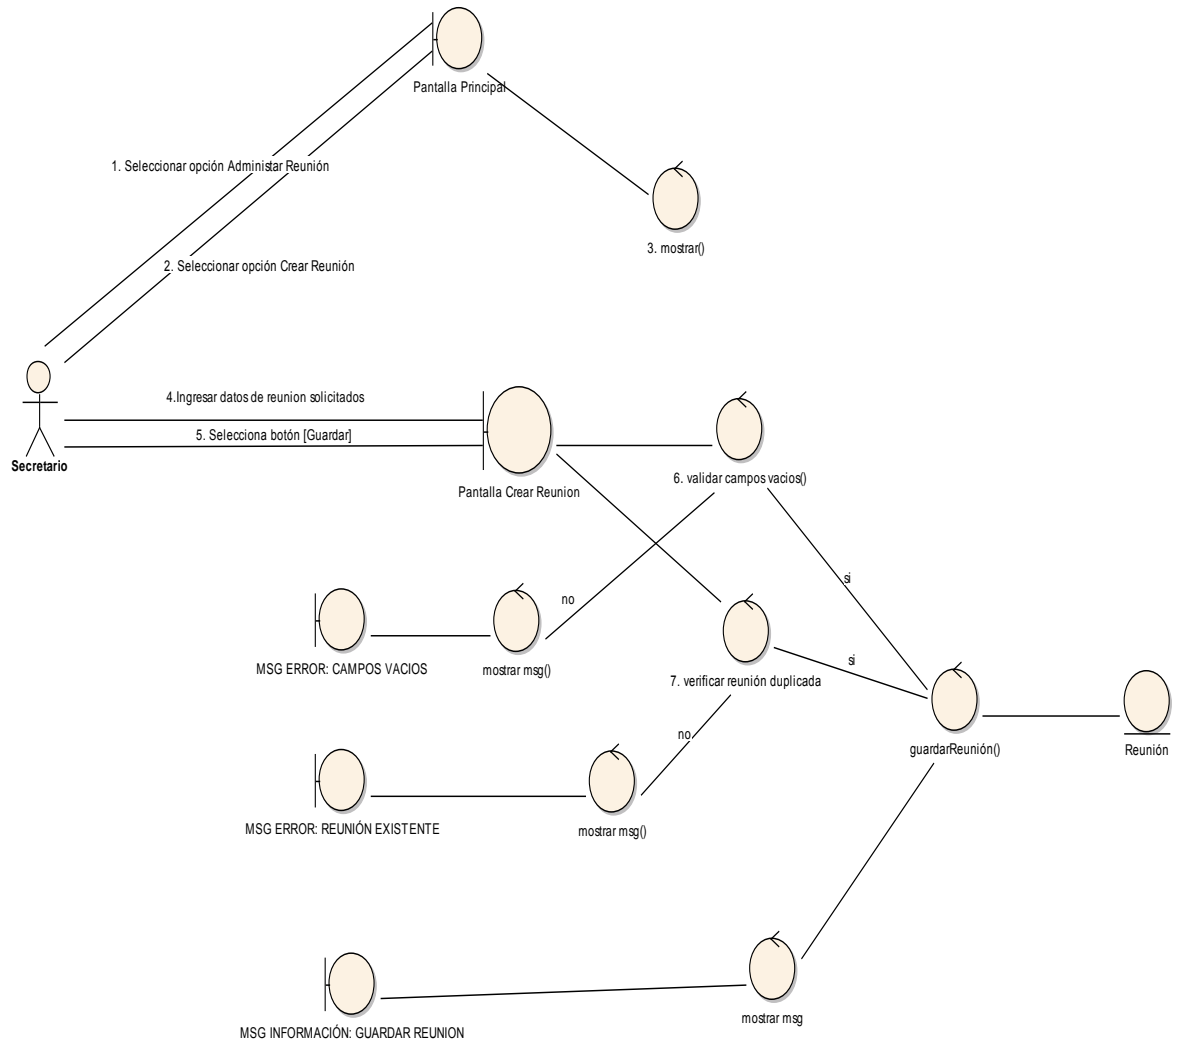 Pantalla Principal
1. Seleccionar opción Administar Reunión
3. mostrar()
2. Seleccionar opción Crear Reunión
4.Ingresar datos de reunion solicitados
5. Selecciona botón [Guardar]
Secretario
Pantalla Crear Reunion
6. validar campos vacios()
si
no
MSG ERROR: CAMPOS VACIOS
mostrar msg()
si
7. verificar reunión duplicada
no
guardarReunión()
Reunión
MSG ERROR: REUNIÓN EXISTENTE
mostrar msg()
mostrar msg
MSG INFORMACIÓN: GUARDAR REUNION